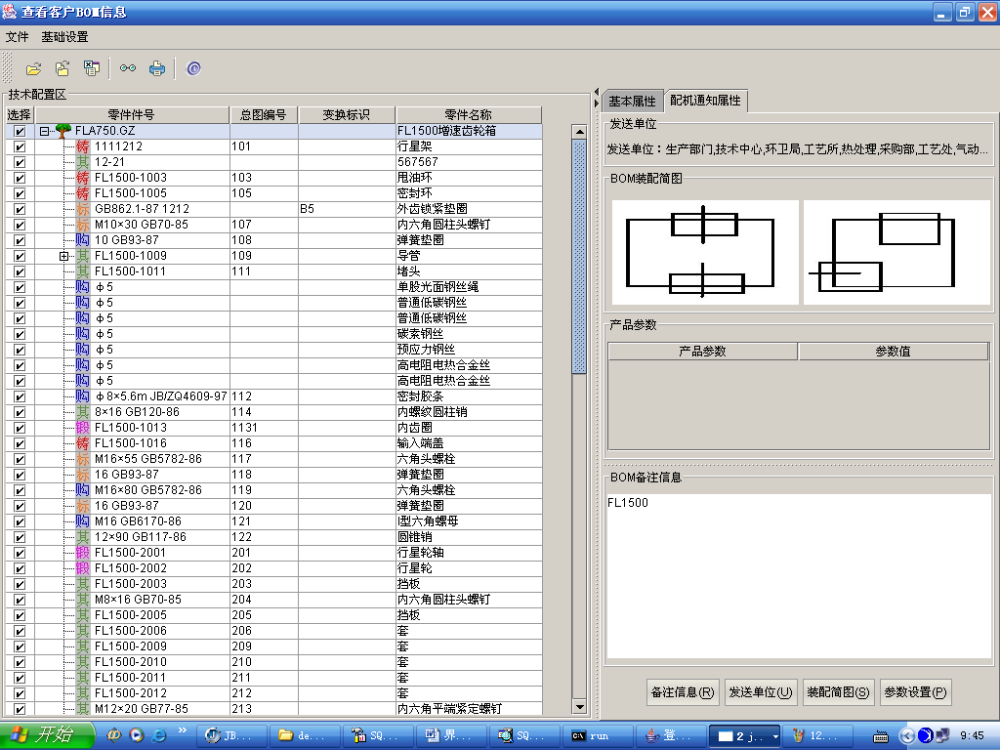 查看客户BOM信息
文件 基础设置
技术配置区
选择 零件件号 总图编号 变换标识 零件名称
FLA750.GZ FL1500增速齿轮箱
铸 1111212 101 行星架
其 12-21 567567
铸 FL1500-1003 103 甩油环
铸 FL1500-1005 105 密封环
标 GB862.1-87 1212 B5 外齿锁紧垫圈
标 M10×30 GB70-85 107 内六角圆柱头螺钉
购 10 GB93-87 108 弹簧垫圈
其 FL1500-1009 109 导管
其 FL1500-1011 111 堵头
购 φ5 单股光面钢丝绳
购 φ5 普通低碳钢丝
购 φ5 普通低碳钢丝
购 φ5 碳素钢丝
购 φ5 预应力钢丝
购 φ5 高电阻电热合金丝
购 φ5 高电阻电热合金丝
购 φ8×5.6m JB/ZQ4609-97 112 密封胶条
其 8×16 GB120-86 114 内螺纹圆柱销
锻 FL1500-1013 1131 内齿圈
铸 FL1500-1016 116 输入端盖
标 M16×55 GB5782-86 117 六角头螺栓
标 16 GB93-87 118 弹簧垫圈
购 M16×80 GB5782-86 119 六角头螺栓
标 16 GB93-87 120 弹簧垫圈
购 M16 GB6170-86 121 I型六角螺母
其 12×90 GB117-86 122 圆锥销
锻 FL1500-2001 201 行星轮轴
锻 FL1500-2002 202 行星轮
其 FL1500-2003 203 挡板
其 M8×16 GB70-85 204 内六角圆柱头螺钉
其 FL1500-2005 205 挡板
其 FL1500-2006 206 套
其 FL1500-2009 209 套
其 FL1500-2010 210 套
其 FL1500-2011 211 套
其 FL1500-2012 212 套
其 M12×20 GB77-85 213 内六角平端紧定螺钉
基本属性 配机通知属性
发送单位
发送单位：生产部门,技术中心,环卫局,工艺所,热处理,采购部,工艺处,气动...
BOM装配简图
产品参数
产品参数 参数值
BOM备注信息
FL1500
备注信息(R) 发送单位(U) 装配简图(S) 参数设置(P)
开始 » JB... de... SQ... 界... SQ... run 登... 2 j.. 12... 9:45